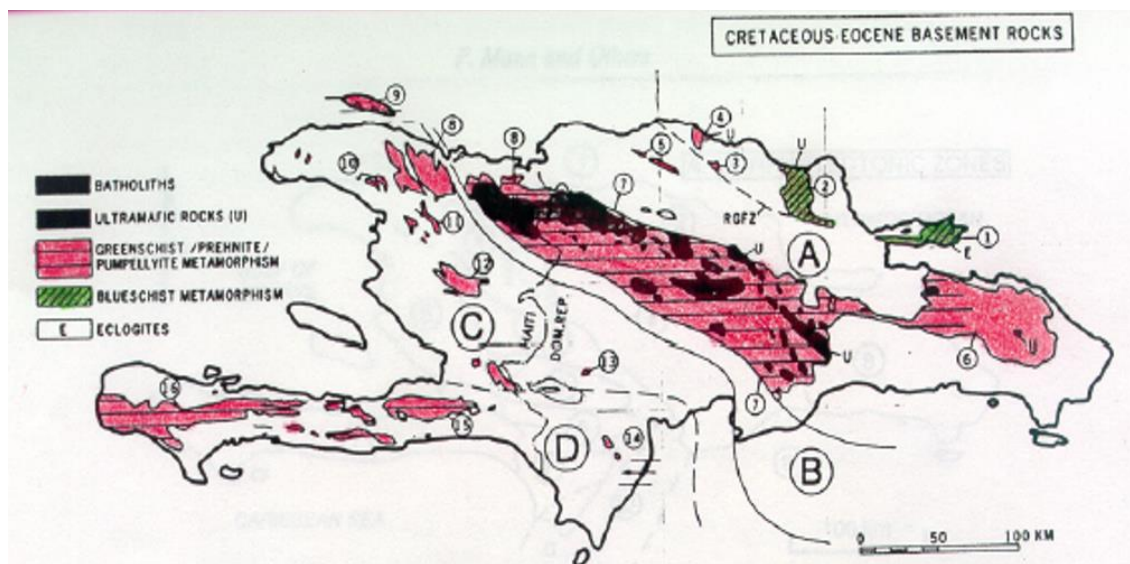 CRETACEOUS-EOCENE BASEMENT ROCKS
P. Mann and Others
BATHOLITHS
ULTRAMAFIC ROCKS (U)
GREENSCHIST /PREHNITE/
PUMPELLYITE METAMORPHISM
BLUESCHIST METAMORPHISM
E ECLOGITES
9
8
8
4
U
5
3
U
2
10
7
RGFZ
11
U
A
1
E
12
C
HAITI
DOM.REP.
13
U
6
U
16
15
7
D
14
B
CARIBBEAN SEA
0 50 100 KM
100 km